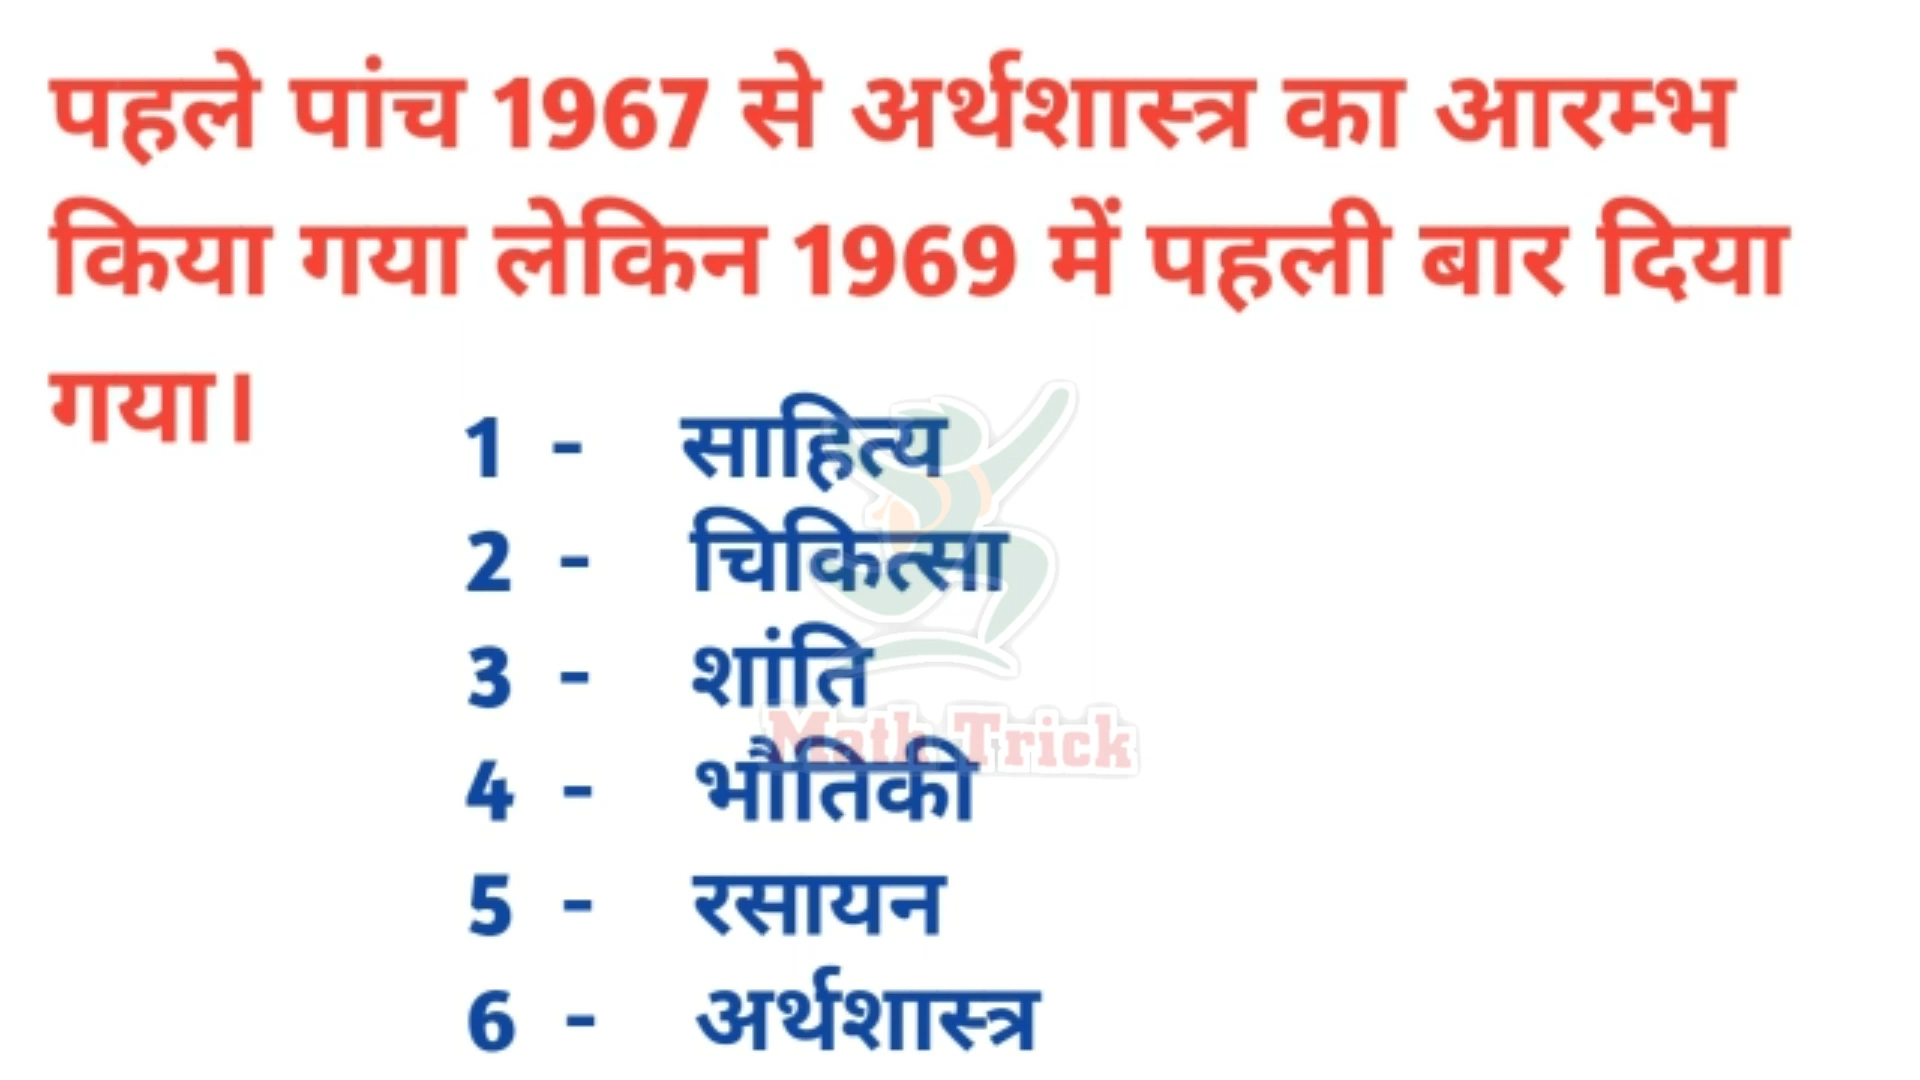 पहले पांच 1967 से अर्थशास्त्र का आरम्भ
किया गया लेकिन 1969 में पहली बार दिया
गया।
1 - साहित्य
2 - चिकित्सा
3 - शांति
Math Trick
4 - भौतिकी
5 - रसायन
6 - अर्थशास्त्र